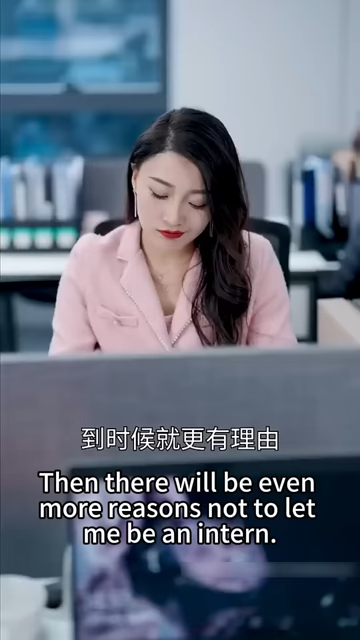 到时候就更有理由
Then there will be even
more reasons not to let
me be an intern.